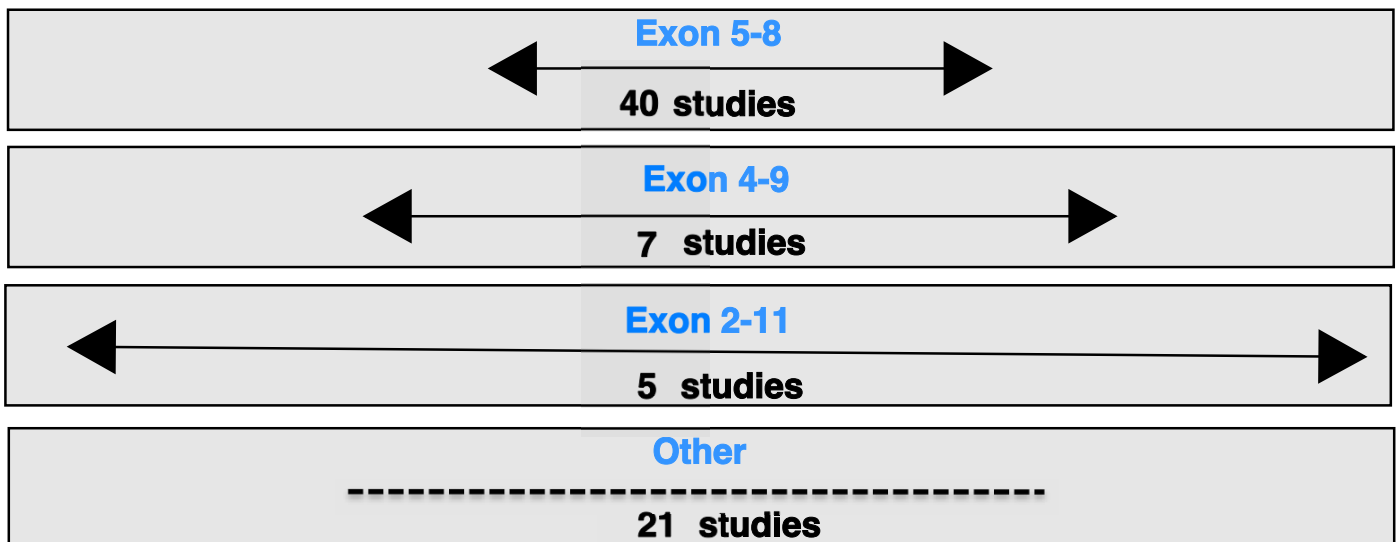 Exon 5-8
40 studies
Exon 4-9
7 studies
Exon 2-11
5 studies
Other
21 studies